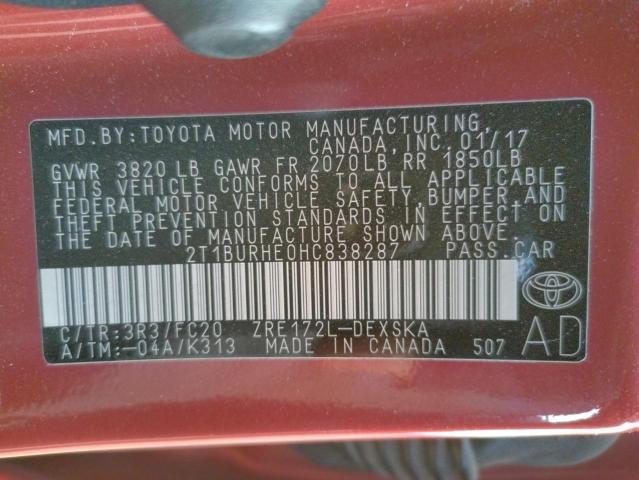 MFD.BY:TOYOTA MOTOR MANUFACTURING,
CANADA,INC.01/17
GVWR 3820LB GAWR FR 2070LB RR 1850LB
THIS VEHICLE CONFORMS TO ALL APPLICABLE
FEDERAL MOTOR VEHICLE SAFETY,BUMPER,AND
THEFT PREVENTION STANDARDS IN EFFECT ON
THE DATE OF MANUFACTURE SHOWN ABOVE.
2T1BURHE0HC838287 PASS.CAR
C/TR:3R3/FC20 ZRE172L-DEXSKA
A/TM:-04A/K313 MADE IN CANADA 507
AD